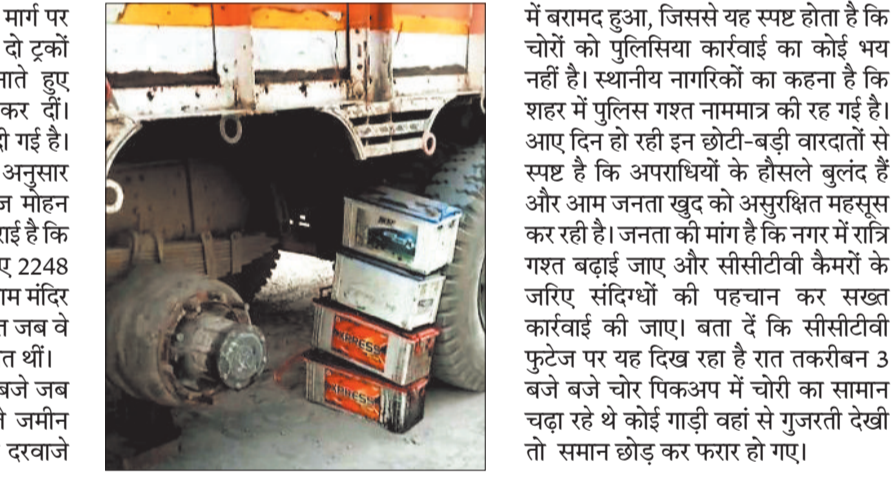 मार्ग पर
दो ट्रकों
नाते हुए
कर दीं।
दी गई है।
अनुसार
ज मोहन
राई है कि
ए 2248
ाम मंदिर
त जब वे
त थीं।
बजे जब
ो जमीन
दरवाजे
XPRESS
XPRESS
में बरामद हुआ, जिससे यह स्पष्ट होता है कि
चोरों को पुलिसिया कार्रवाई का कोई भय
नहीं है। स्थानीय नागरिकों का कहना है कि
शहर में पुलिस गश्त नाममात्र की रह गई है।
आए दिन हो रही इन छोटी-बड़ी वारदातों से
स्पष्ट है कि अपराधियों के हौसले बुलंद हैं
और आम जनता खुद को असुरक्षित महसूस
कर रही है। जनता की मांग है कि नगर में रात्रि
गश्त बढ़ाई जाए और सीसीटीवी कैमरों के
जरिए संदिग्धों की पहचान कर सख्त
कार्रवाई की जाए। बता दें कि सीसीटीवी
फुटेज पर यह दिख रहा है रात तकरीबन 3
बजे बजे चोर पिकअप में चोरी का सामान
चढ़ा रहे थे कोई गाड़ी वहां से गुजरती देखी
तो समान छोड़ कर फरार हो गए।